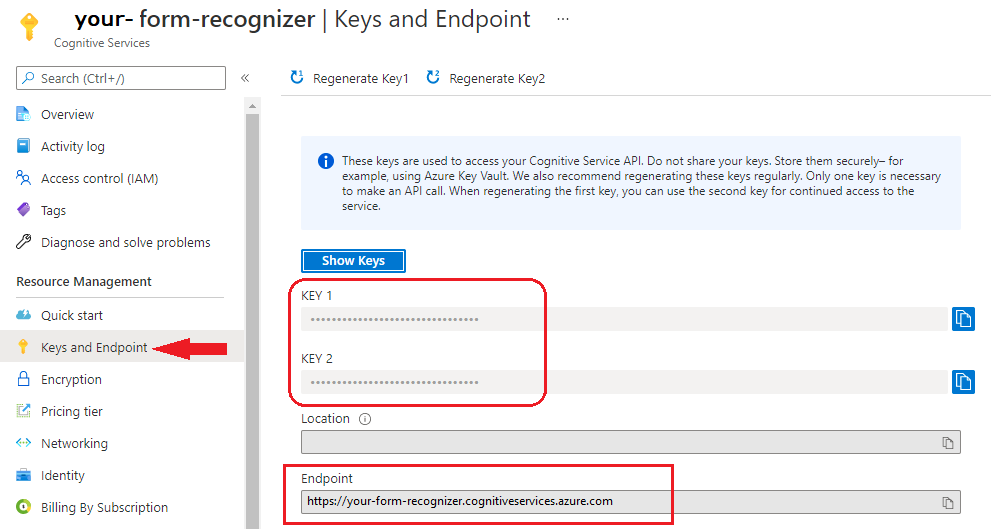 your- form-recognizer | Keys and Endpoint ...
Cognitive Services
Search (Ctrl+/)
«
Overview
Activity log
Access control (IAM)
Tags
Diagnose and solve problems
Resource Management
Quick start
Keys and Endpoint
Encryption
Pricing tier
Networking
Identity
Billing By Subscription
Regenerate Key1
Regenerate Key2
These keys are used to access your Cognitive Service API. Do not share your keys. Store them securely– for
example, using Azure Key Vault. We also recommend regenerating these keys regularly. Only one key is necessary
to make an API call. When regenerating the first key, you can use the second key for continued access to the
service.
Show Keys
KEY 1
••••••••••••••••••••••••••••••••
KEY 2
••••••••••••••••••••••••••••••••
Location
Endpoint
https://your-form-recognizer.cognitiveservices.azure.com